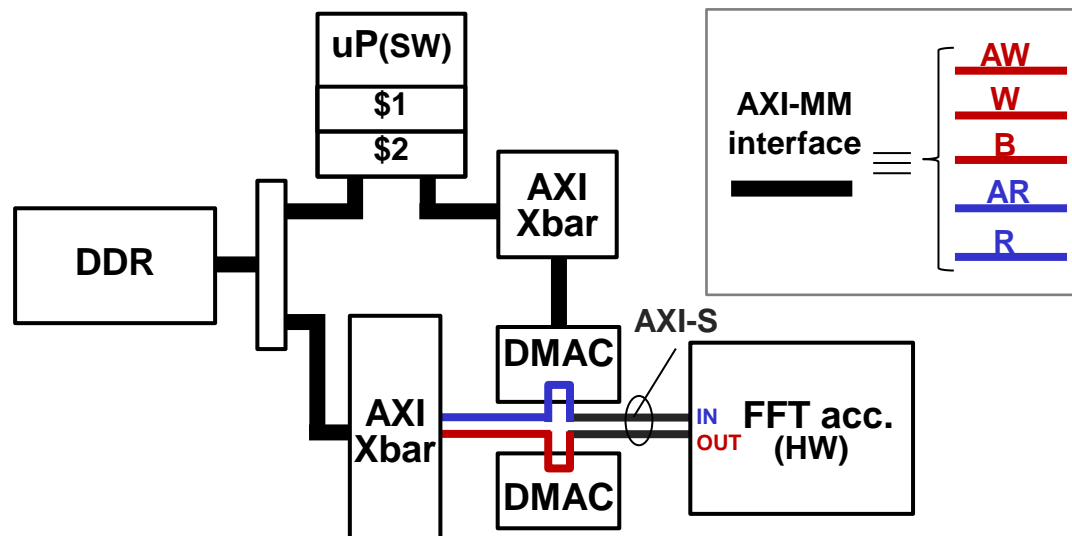 uP(SW)
$1
$2
DDR
AXI
Xbar
DMAC
AXI
Xbar
DMAC
AXI-S
IN
OUT
FFT acc.
(HW)
AXI-MM
interface
AW
W
B
AR
R